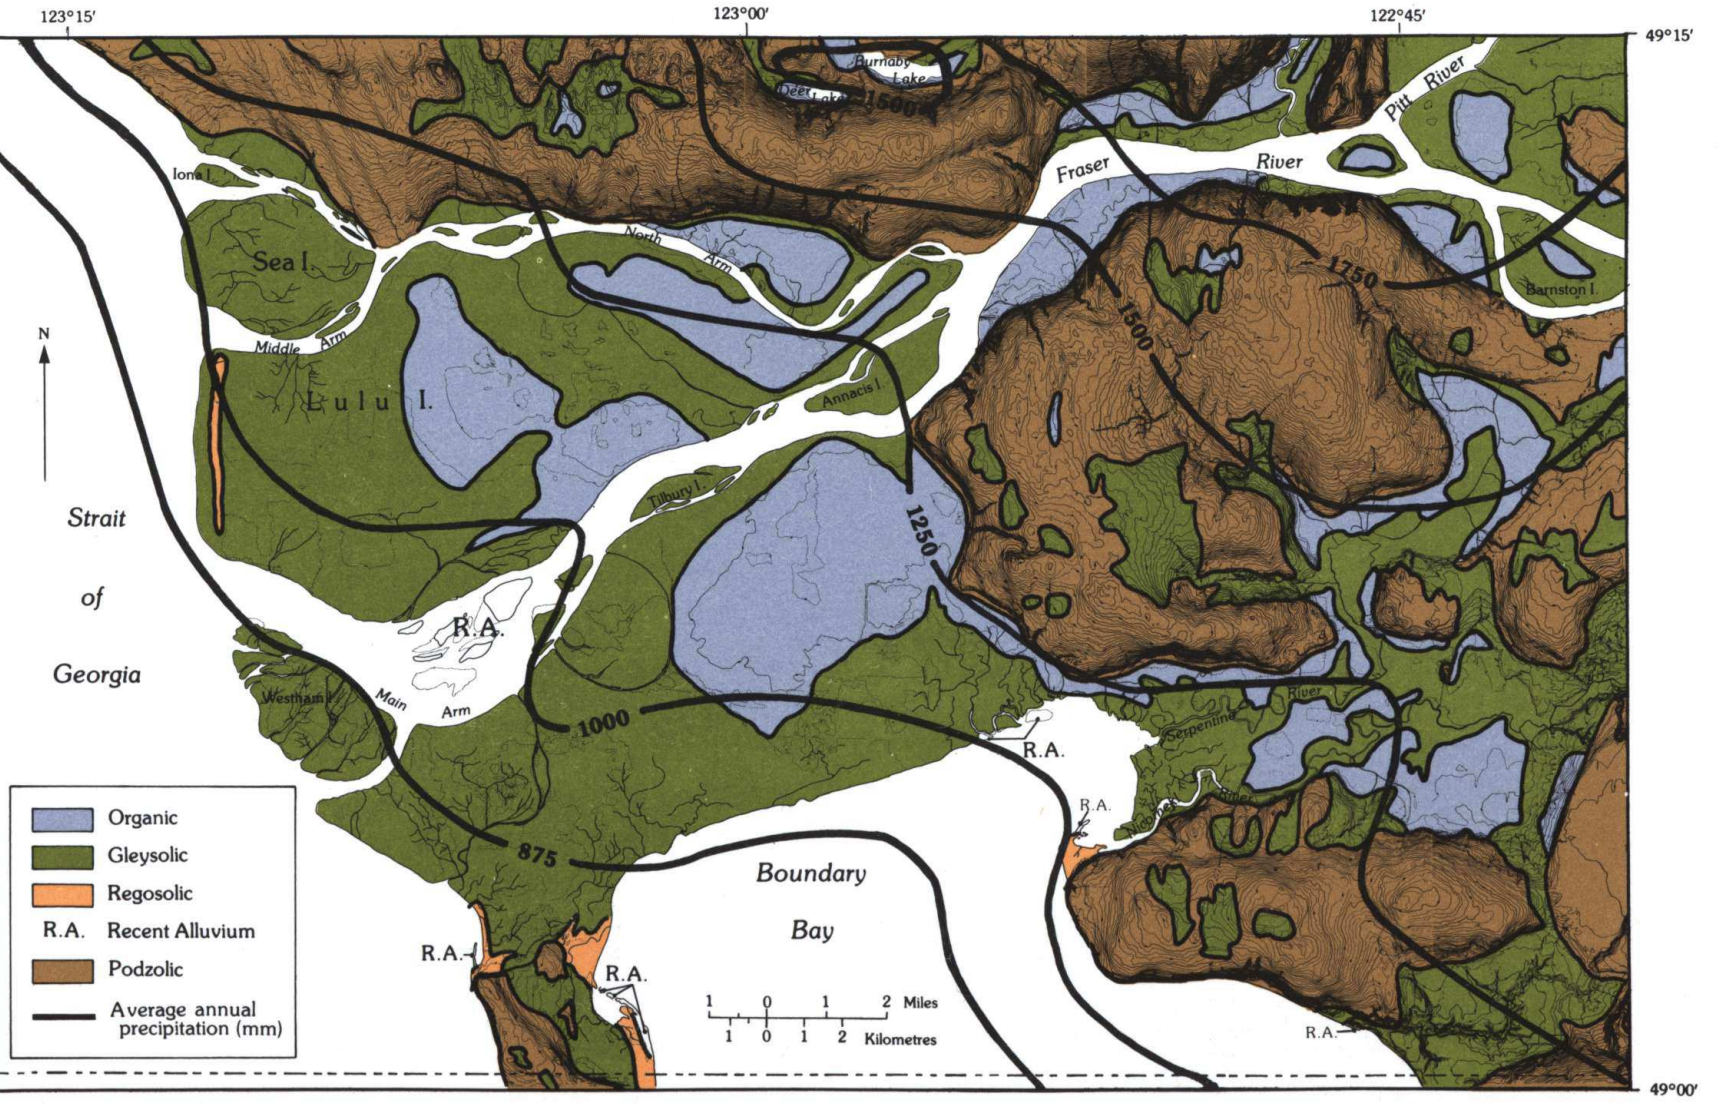 123°15'
123°00'
122°45'
49°15'
Burnaby
Lake
Deer Lake
1500
Pitt River
Fraser River
Iona I.
Sea I.
North
Arm
1750
Barnston I.
Middle Arm
N
1500
Lulu I.
Annacis I.
Tilbury I.
Strait
of
Georgia
1250
R.A.
Westham I.
Main
Arm
1000
River
Serpentine
R.A.
R.A.
Nicomekl River
875
Boundary
Bay
Organic
Gleysolic
Regosolic
R.A. Recent Alluvium
Podzolic
Average annual
precipitation (mm)
R.A.
R.A.
1 0 1 2 Miles
1 0 1 2 Kilometres
R.A.
49°00'